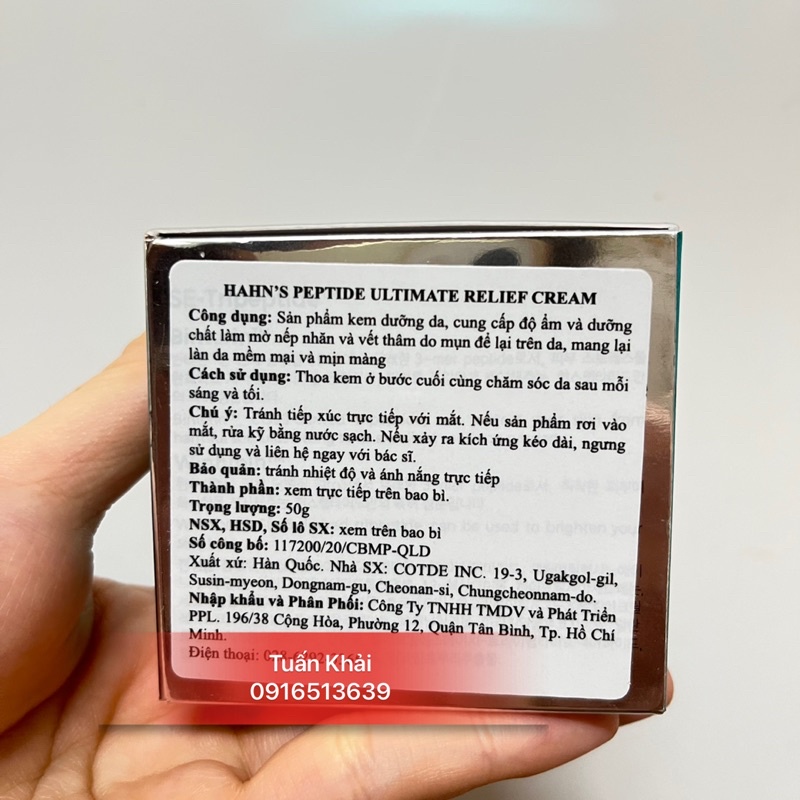 HAHN'S PEPTIDE ULTIMATE RELIEF CREAM
Công dụng: Sản phẩm kem dưỡng da, cung cấp độ ẩm và dưỡng
chất làm mờ nếp nhăn và vết thâm do mụn để lại trên da, mang lại
làn da mềm mại và mịn màng
Cách sử dụng: Thoa kem ở bước cuối cùng chăm sóc da sau mỗi
sáng và tối.
Chú ý: Tránh tiếp xúc trực tiếp với mắt. Nếu sản phẩm rơi vào
mắt, rửa kỹ bằng nước sạch. Nếu xảy ra kích ứng kéo dài, ngưng
sử dụng và liên hệ ngay với bác sĩ.
Bảo quản: tránh nhiệt độ và ánh nắng trực tiếp
Thành phần: xem trực tiếp trên bao bì.
Trọng lượng: 50g
NSX, HSD, Số lô SX: xem trên bao bì
Số công bố: 117200/20/CBMP-QLD
Xuất xứ: Hàn Quốc. Nhà SX: COTDE INC. 19-3, Ugakgol-gil,
Susin-myeon, Dongnam-gu, Cheonan-si, Chungcheonnam-do.
Nhập khẩu và Phân Phối: Công Ty TNHH TMDV và Phát Triển
PPL. 196/38 Cộng Hòa, Phường 12, Quận Tân Bình, Tp. Hồ Chí
Minh.
Điện thoại:
Tuấn Khải
0916513639